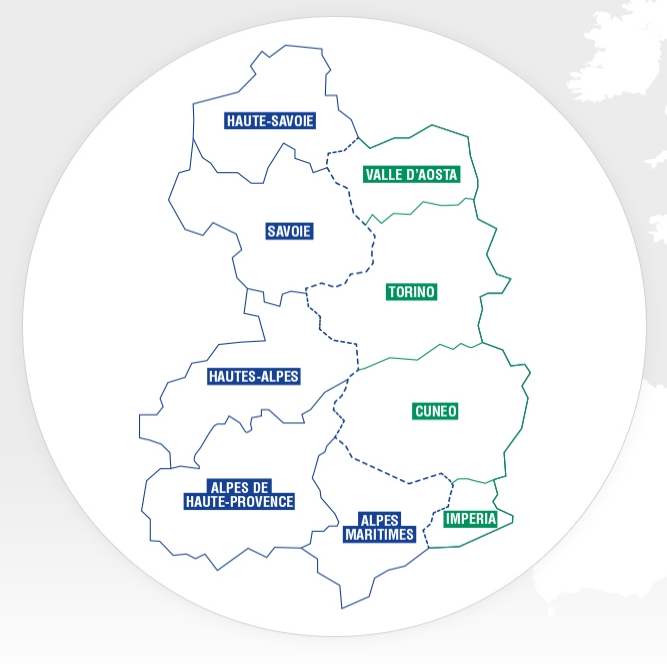 HAUTE-SAVOIE
VALLE D'AOSTA
SAVOIE
TORINO
HAUTES-ALPES
CUNEO
ALPES DE
HAUTE-PROVENCE
ALPES
MARITIMES
IMPERIA